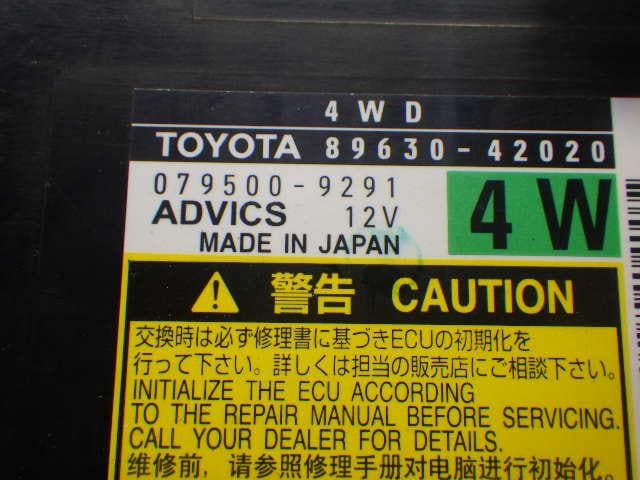 4WD
TOYOTA 89630-42020
079500-9291
ADVICS 12V
4W
MADE IN JAPAN
警告 CAUTION
交換時は必ず修理書に基づきECUの初期化を
行って下さい。詳しくは担当の販売店にご相談下さい。
INITIALIZE THE ECU ACCORDING
TO THE REPAIR MANUAL BEFORE SERVICING.
CALL YOUR DEALER FOR DETAILS.
维修前, 请参照修理手册对电脑进行初始化。